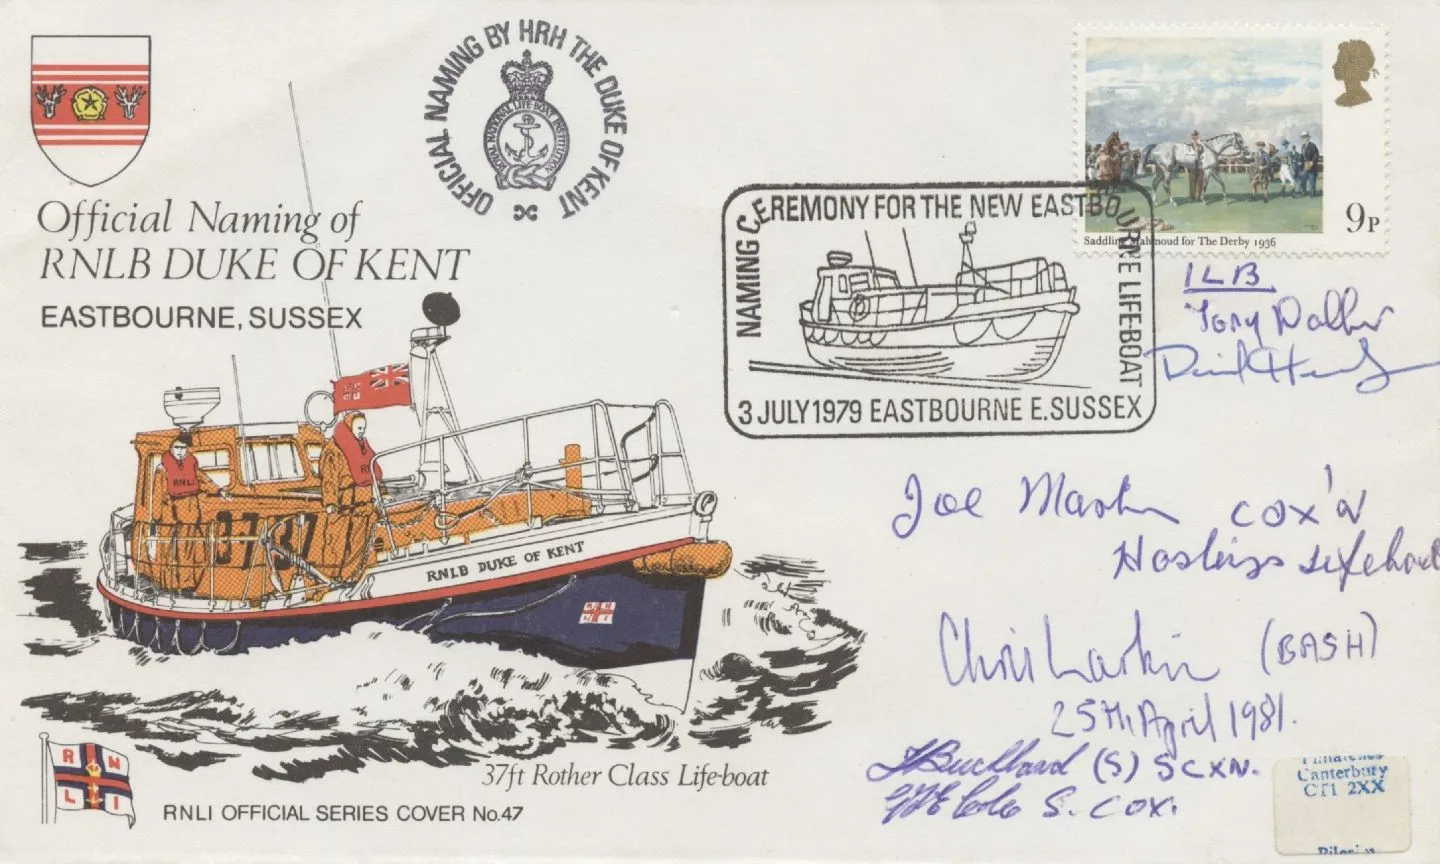 OFFICIAL NAMING BY HRH THE DUKE OF KENT
ROYAL NATIONAL LIFE-BOAT INSTITUTION
Official Naming of
RNLB DUKE OF KENT
EASTBOURNE, SUSSEX
9P
Saddling Mahmoud for The Derby 1936
NAMING CEREMONY FOR THE NEW EASTBOURNE LIFE-BOAT
3 JULY 1979 EASTBOURNE E.SUSSEX
ILB
Tony
David
RNLI
37-37
RNLB DUKE OF KENT
RNLI
Joe Martin COX'N
Hastings Lifeboat
Chris Larkin (BASH)
25th April 1981.
(S) SCXN.
S. COX.
37ft Rother Class Life-boat
RNLI
RNLI OFFICIAL SERIES COVER No.47
Canterbury
CT1 2XX